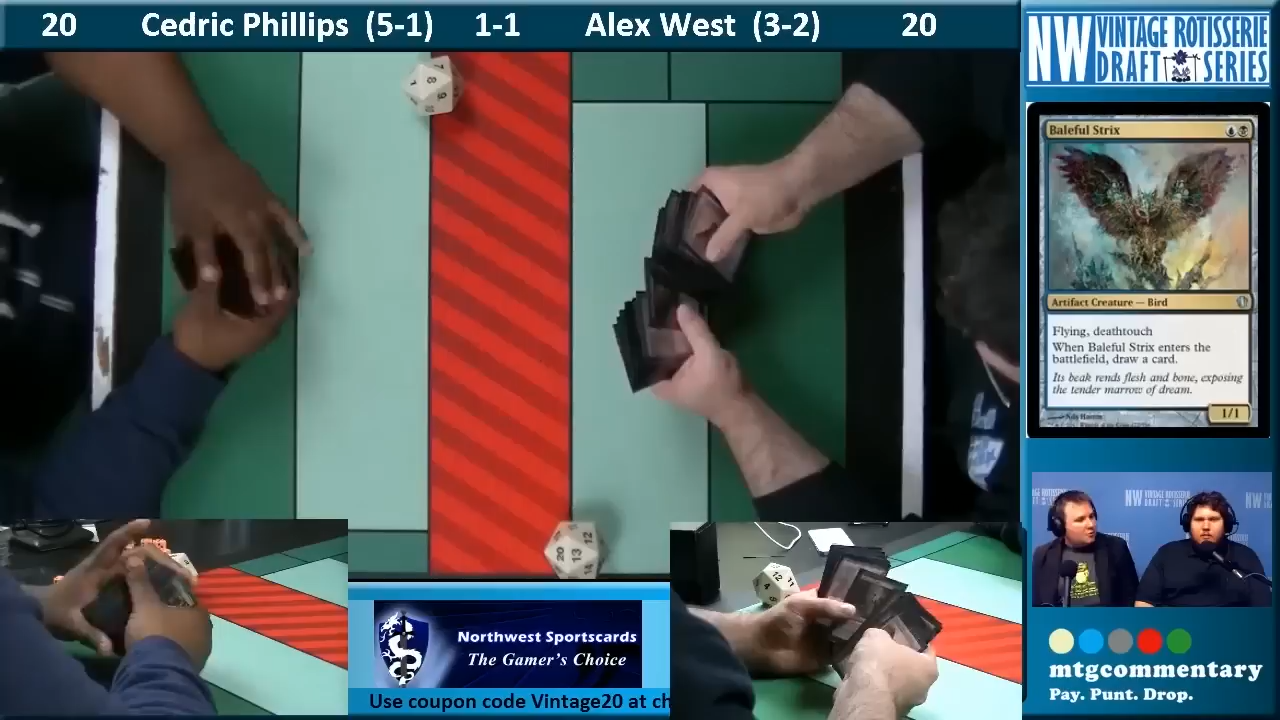 20 Cedric Phillips (5-1) 1-1 Alex West (3-2) 20
NW VINTAGE ROTISSERIE
DRAFT SERIES
Baleful Strix
Artifact Creature — Bird
Flying, deathtouch
When Baleful Strix enters the
battlefield, draw a card.
Its beak rends flesh and bone, exposing
the tender marrow of dream.
1/1
Northwest Sportscards
The Gamer's Choice
Use coupon code Vintage20 at ch
mtgcommentary
Pay. Punt. Drop.